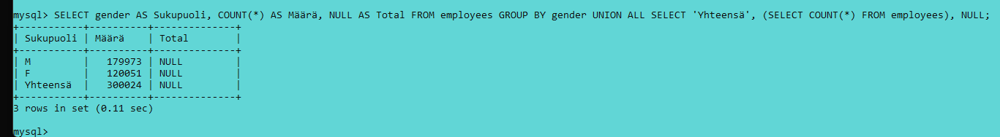 mysql> SELECT gender AS Sukupuoli, COUNT(*) AS Määrä, NULL AS Total FROM employees GROUP BY gender UNION ALL SELECT 'Yhteensä', (SELECT COUNT(*) FROM employees), NULL;
+-----------+----------+--------------+
| Sukupuoli | Määrä    | Total        |
+-----------+----------+--------------+
| M         |   179973 | NULL         |
| F         |   120051 | NULL         |
| Yhteensä  |   300024 | NULL         |
+-----------+----------+--------------+
3 rows in set (0.11 sec)
mysql>